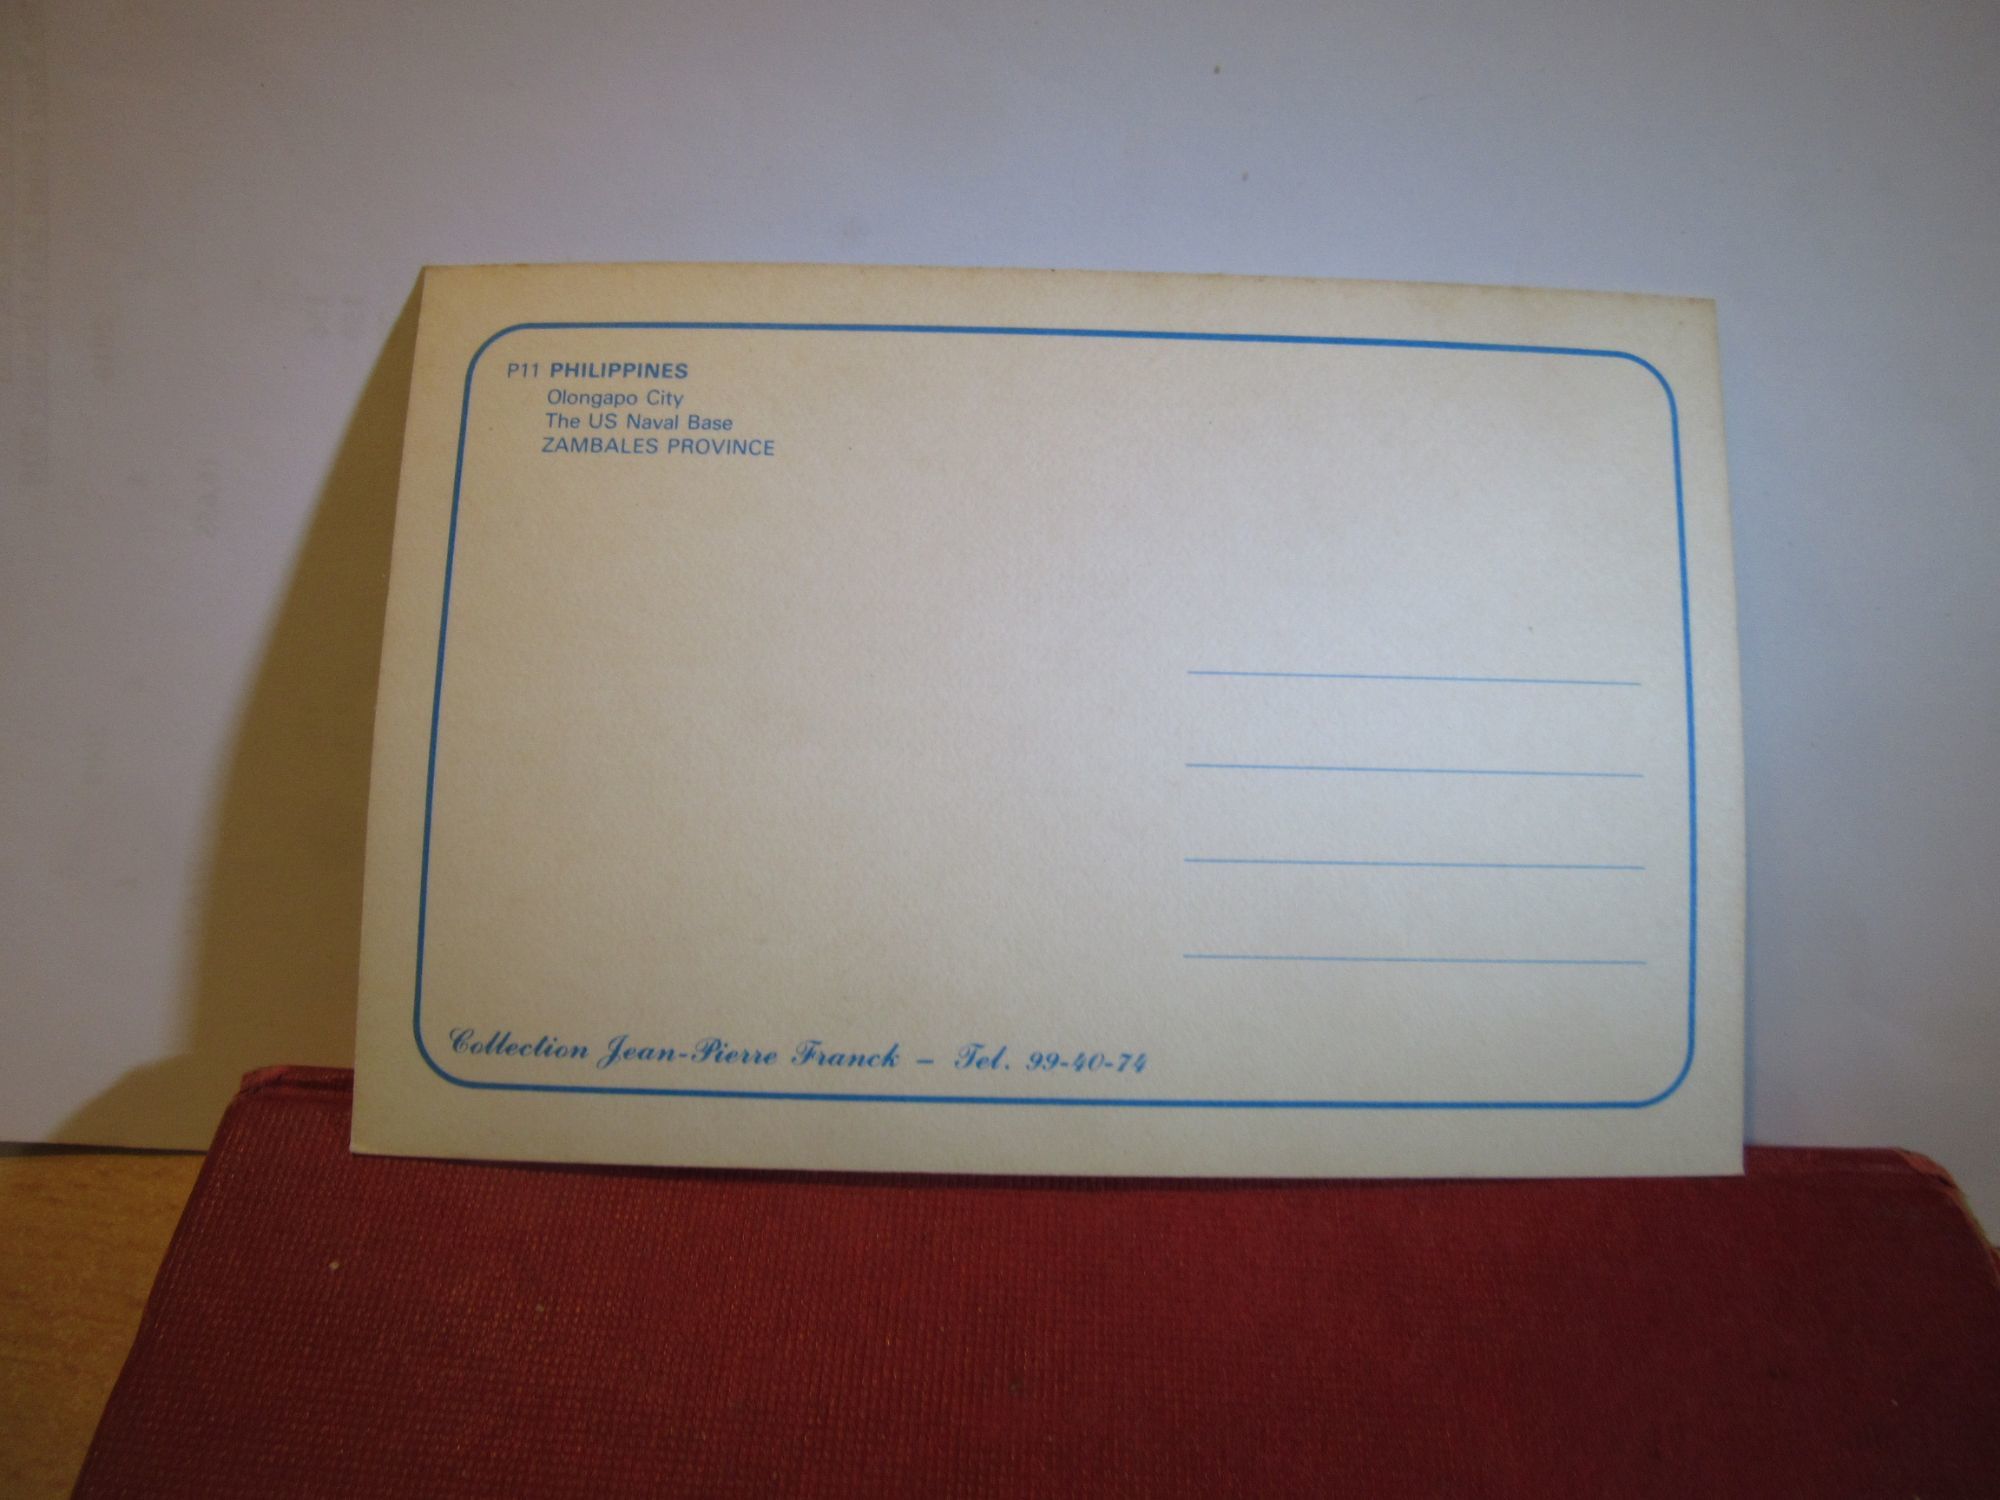 P11 PHILIPPINES
Olongapo City
The US Naval Base
ZAMBALES PROVINCE
Collection Jean-Pierre Franck – Tel. 99-40-74